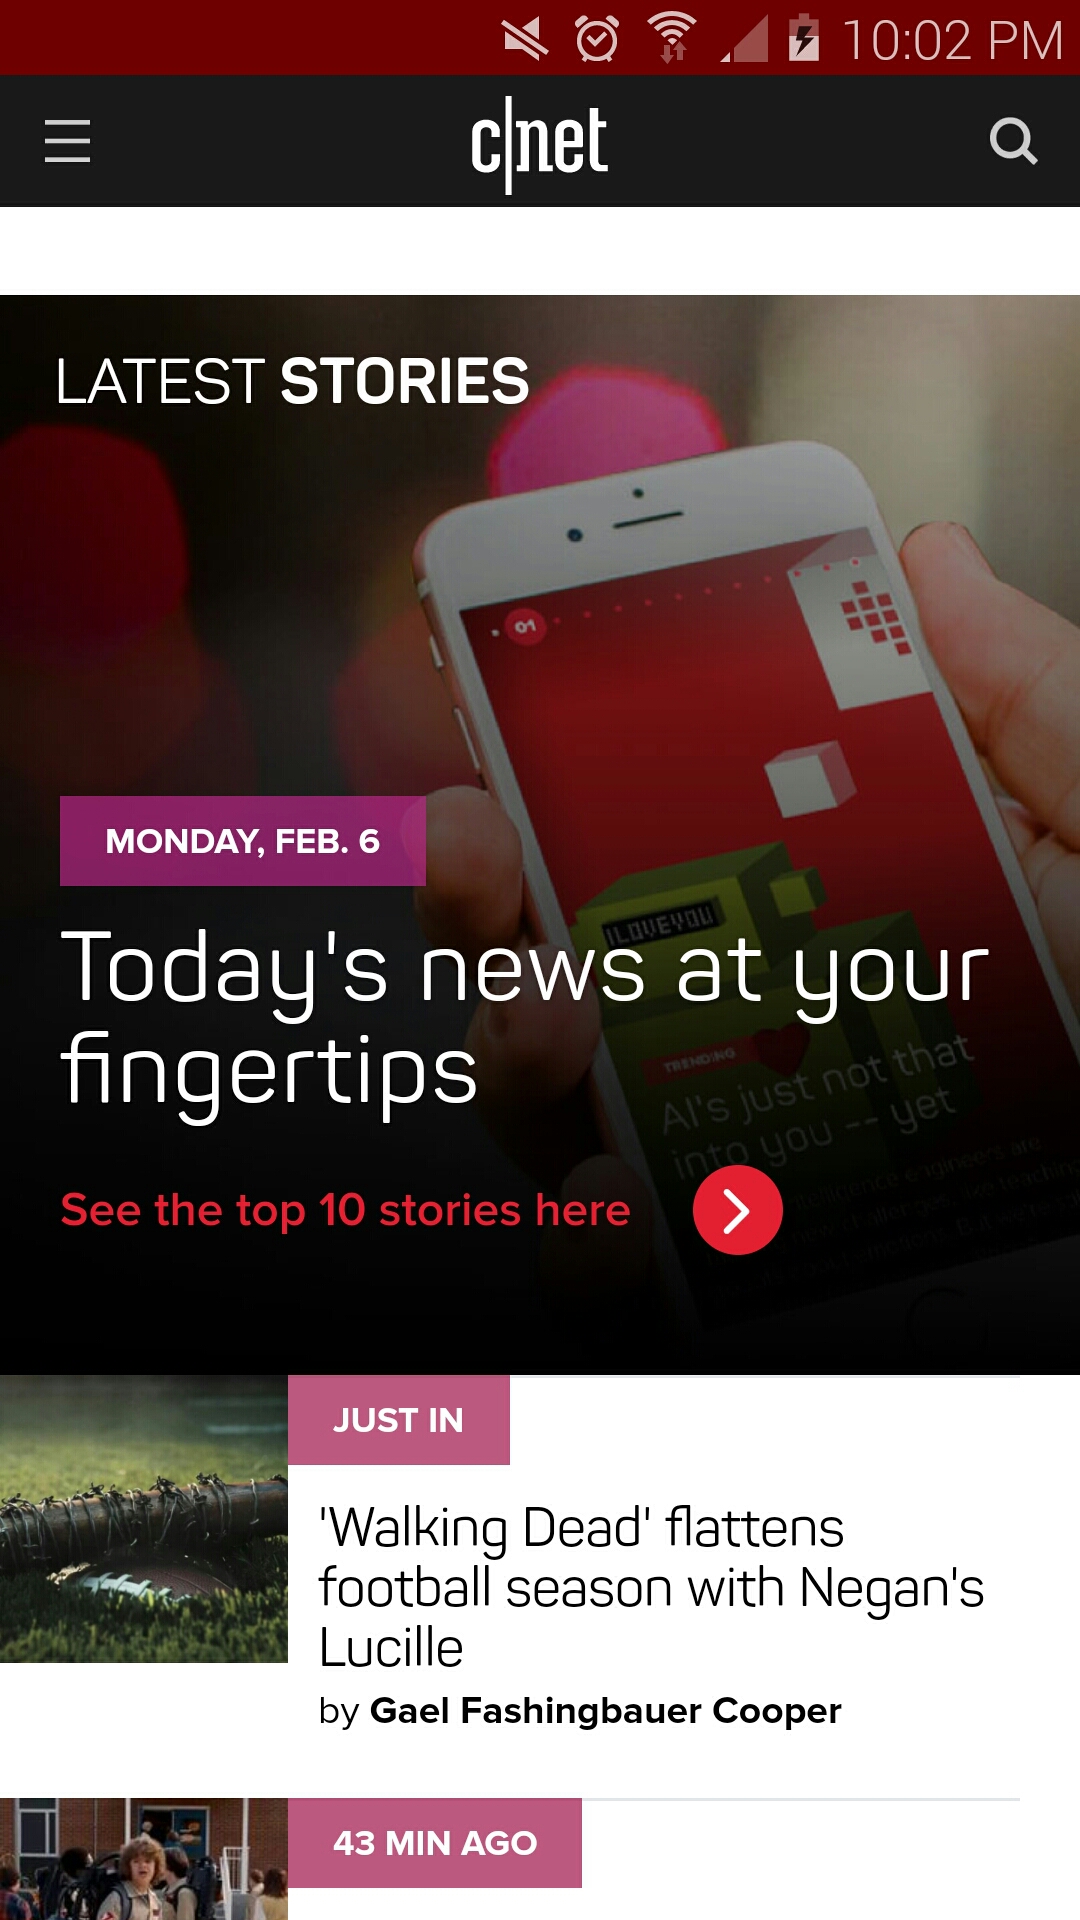 10:02 PM
c|net
LATEST STORIES
01
ILOVEYOU
MONDAY, FEB. 6
Today's news at your
fingertips
TRENDING
AI's just not that
into you -- yet
See the top 10 stories here
JUST IN
'Walking Dead' flattens
football season with Negan's
Lucille
by Gael Fashingbauer Cooper
43 MIN AGO